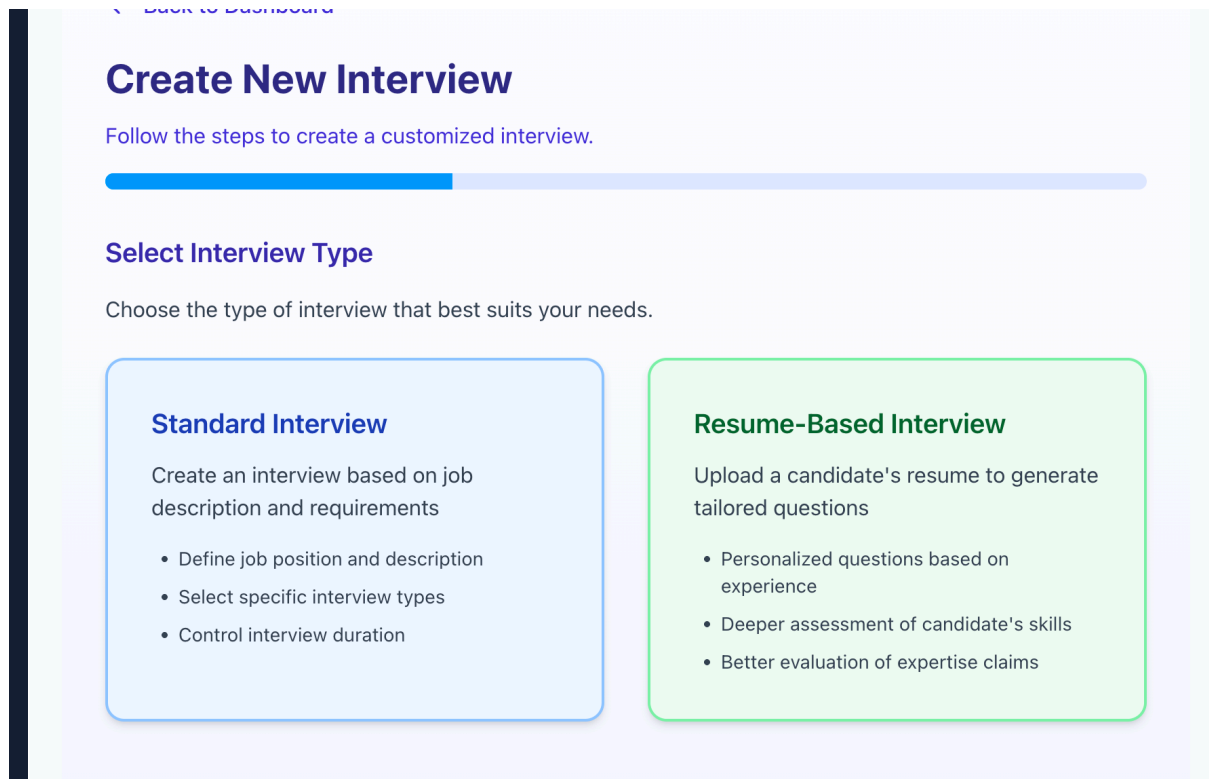 Back to Dashboard
Create New Interview
Follow the steps to create a customized interview.
Select Interview Type
Choose the type of interview that best suits your needs.
Standard Interview
Create an interview based on job
description and requirements
• Define job position and description
• Select specific interview types
• Control interview duration
Resume-Based Interview
Upload a candidate's resume to generate
tailored questions
• Personalized questions based on
experience
• Deeper assessment of candidate's skills
• Better evaluation of expertise claims